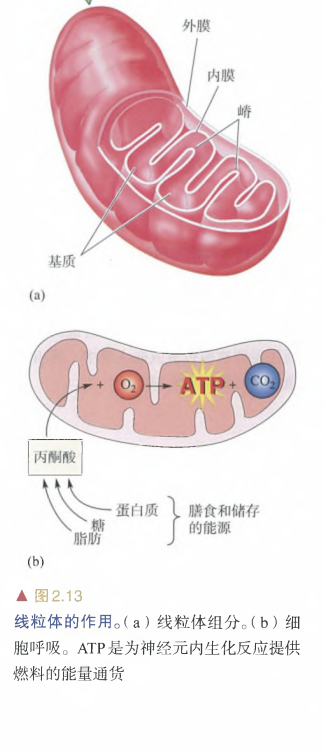 外膜
内膜
嵴
基质
(a)
+ O₂ → ATP + CO₂
丙酮酸
蛋白质
糖
脂肪
膳食和储存
的能源
(b)
▲ 图2.13
线粒体的作用。(a)线粒体组分。(b)细
胞呼吸。ATP是为神经元内生化反应提供
燃料的能量通货